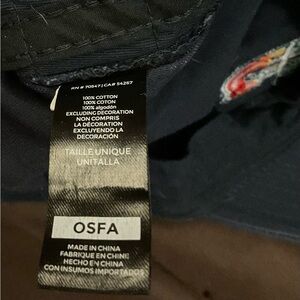 RN # 70547 / CA# 54267
100% COTTON
100% COTON
100% algodón
EXCLUDING DECORATION
NON COMPRIS
LA DÉCORATION
EXCLUYENDO LA
DECORACIÓN
TAILLE UNIQUE
UNITALLA
OSFA
MADE IN CHINA
FABRIQUE EN CHINE
HECHO EN CHINA
CON INSUMOS IMPORTADOS